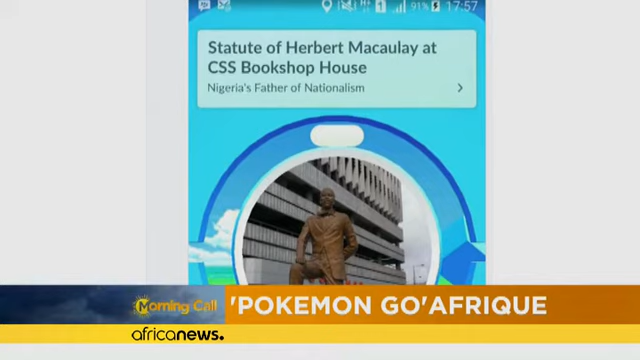 91% 17:57
Statute of Herbert Macaulay at
CSS Bookshop House
Nigeria's Father of Nationalism
Morning Call
'POKEMON GO'AFRIQUE
africanews.